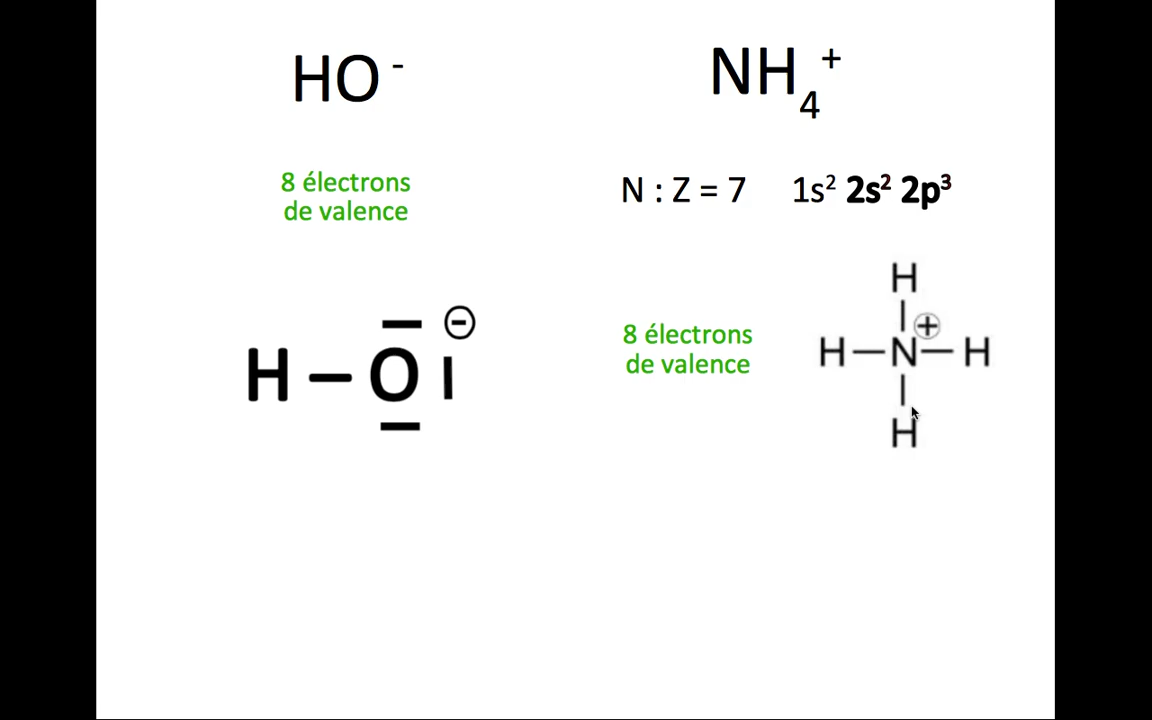 HO⁻
8 électrons
de valence
H – O
NH₄⁺
N : Z = 7 1s² 2s² 2p³
8 électrons
de valence
H
H – N – H
H